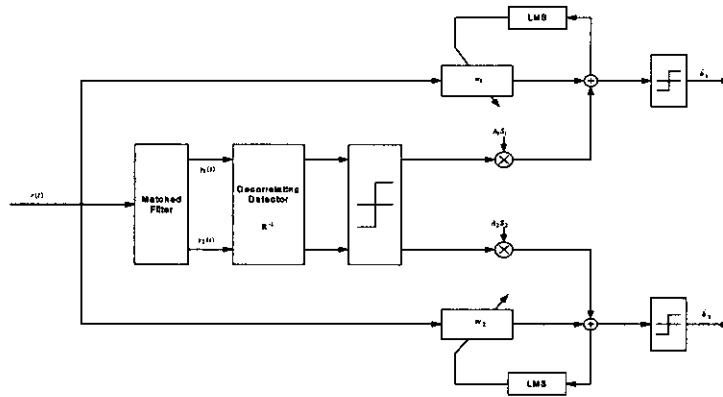 LMS
w₁
b̂₁
A₁S₁
y₁(t)
Decorrelating
Detector
Matched
Filter
r(t)
R⁻¹
y₂(t)
A₂S₂
w₂
b̂₂
LMS